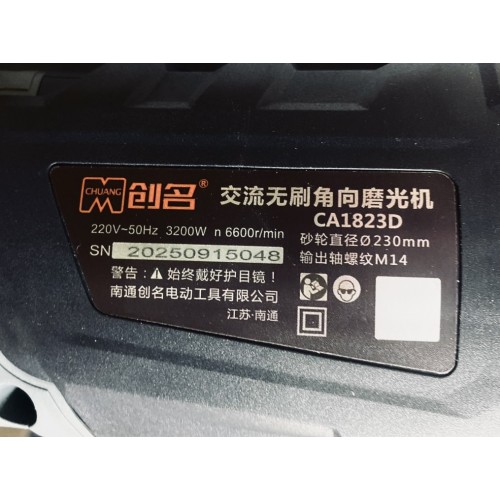 CHUANG M 创名® 交流无刷角向磨光机
CA1823D
220V~50Hz 3200W n 6600r/min
砂轮直径Ø230mm
SN 20250915048
输出轴螺纹M14
警告:⚠始终戴好护目镜!
南通创名电动工具有限公司
江苏·南通